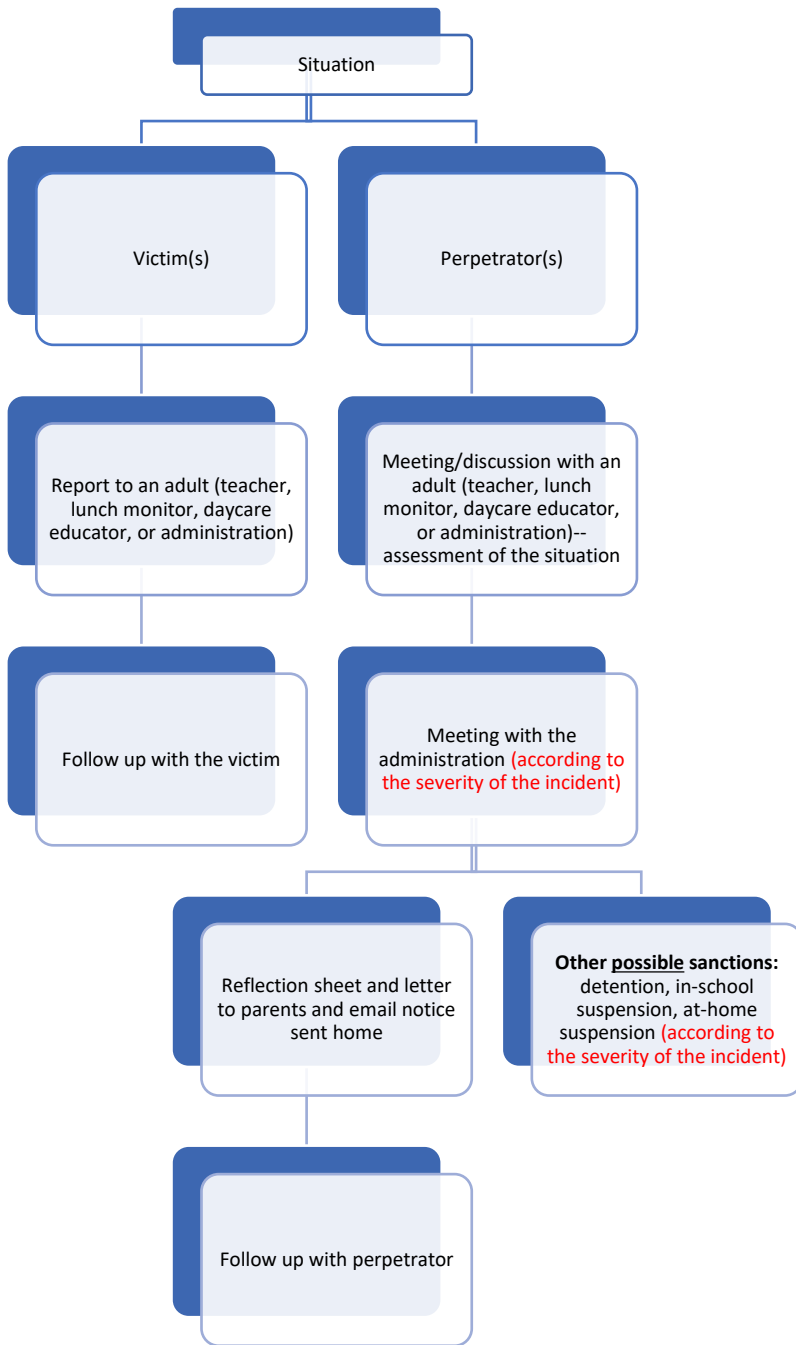 Situation
Victim(s)
Perpetrator(s)
Report to an adult (teacher,
lunch monitor, daycare
educator, or administration)
Meeting/discussion with an
adult (teacher, lunch
monitor, daycare educator,
or administration)--
assessment of the situation
Follow up with the victim
Meeting with the
administration (according to
the severity of the incident)
Reflection sheet and letter
to parents and email notice
sent home
Other possible sanctions:
detention, in-school
suspension, at-home
suspension (according to
the severity of the incident)
Follow up with perpetrator